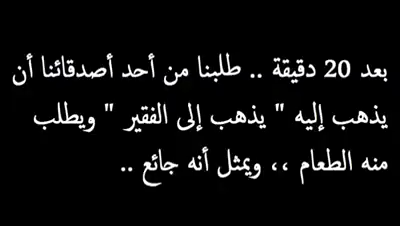 بعد 20 دقيقة .. طلبنا من أحد أصدقائنا أن
يذهب إليه " يذهب إلى الفقير " ويطلب
منه الطعام ،، ويمثل أنه جائع ..